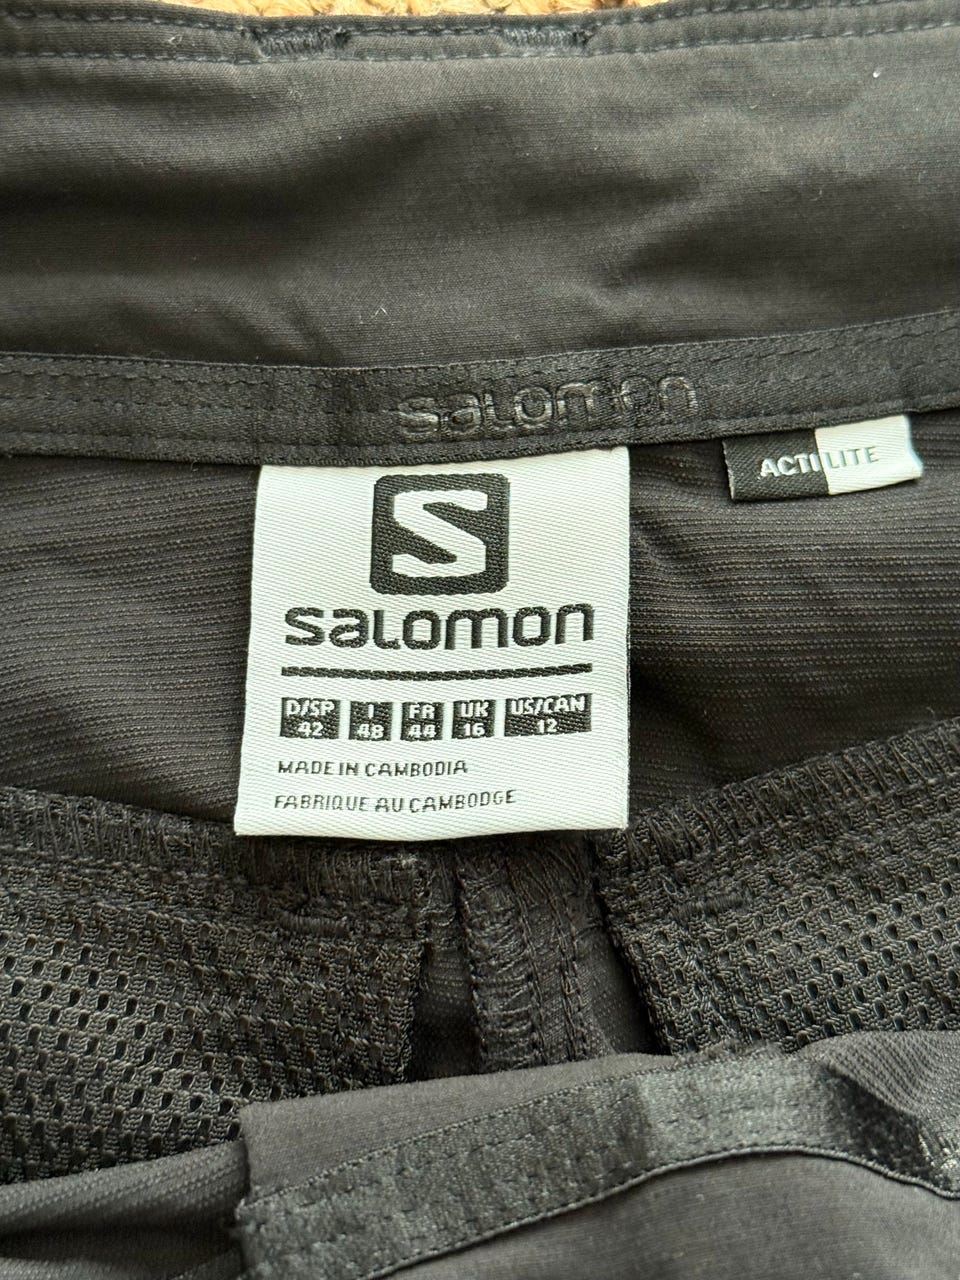 salomon
ACTILITE
S
salomon
D/SP I FR UK US/CAN
42 48 44 16 12
MADE IN CAMBODIA
FABRIQUE AU CAMBODGE